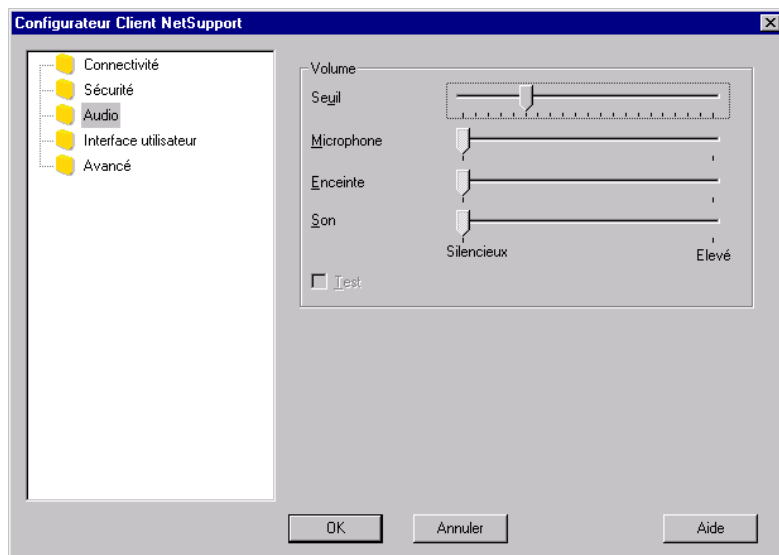 Configurateur Client NetSupport
Connectivité
Sécurité
Audio
Interface utilisateur
Avancé
Volume
Seuil
Microphone
Enceinte
Son
Silencieux
Elevé
Test
OK
Annuler
Aide